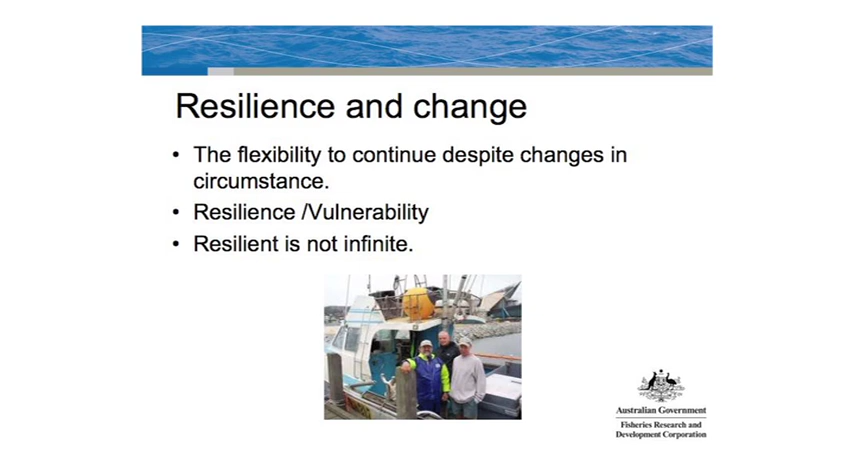 Resilience and change
• The flexibility to continue despite changes in
circumstance.
• Resilience /Vulnerability
• Resilient is not infinite.
Australian Government
Fisheries Research and
Development Corporation